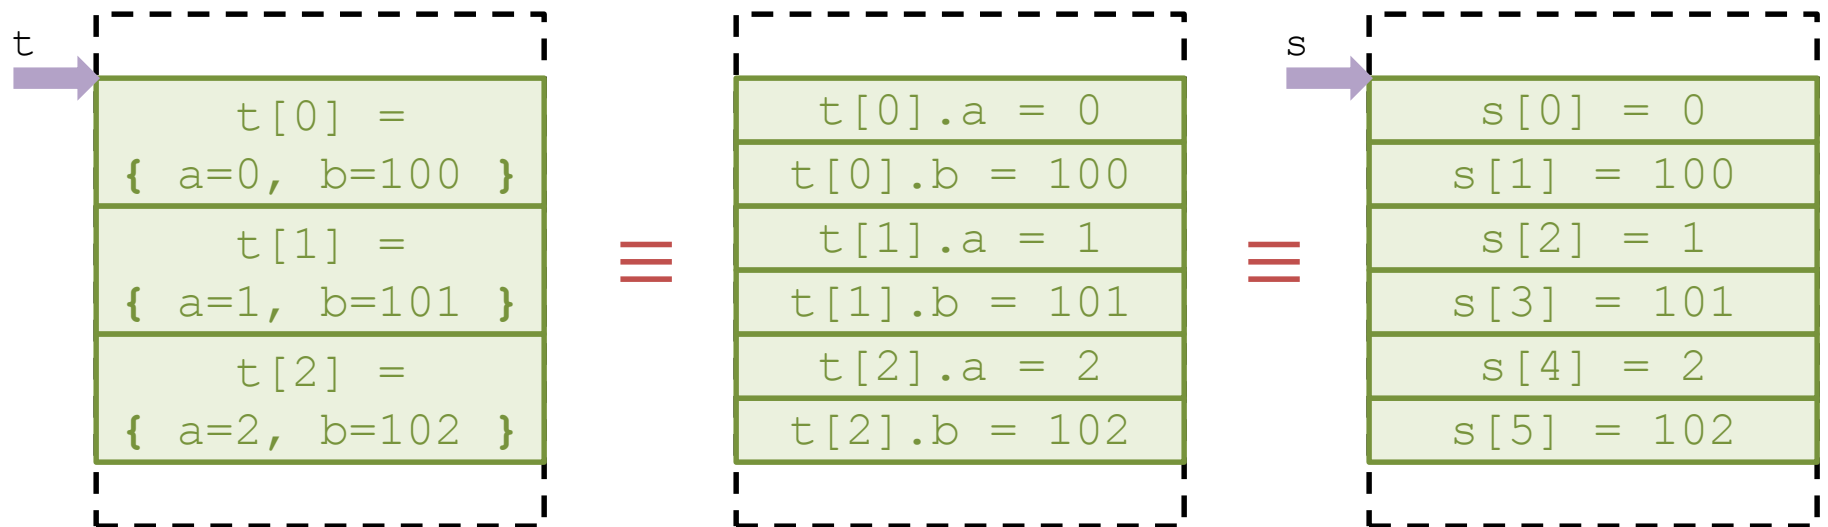 t
t[0] =
{ a=0, b=100 }
t[1] =
{ a=1, b=101 }
t[2] =
{ a=2, b=102 }
≡
t[0].a = 0
t[0].b = 100
t[1].a = 1
t[1].b = 101
t[2].a = 2
t[2].b = 102
≡
s
s[0] = 0
s[1] = 100
s[2] = 1
s[3] = 101
s[4] = 2
s[5] = 102